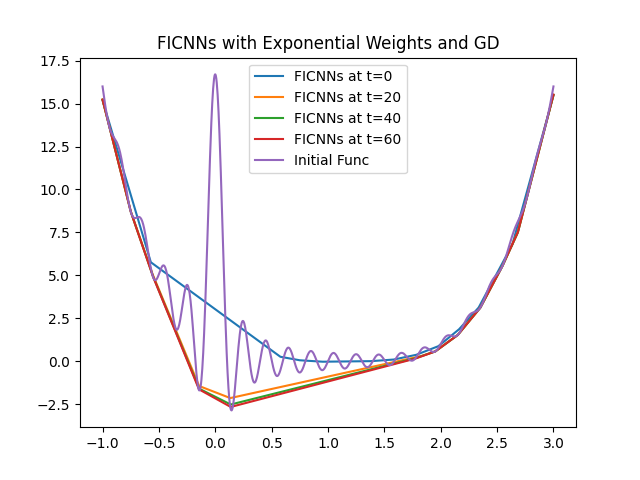 FICNNs with Exponential Weights and GD
17.5
15.0
12.5
10.0
7.5
5.0
2.5
0.0
−2.5
FICNNs at t=0
FICNNs at t=20
FICNNs at t=40
FICNNs at t=60
Initial Func
−1.0 −0.5 0.0 0.5 1.0 1.5 2.0 2.5 3.0